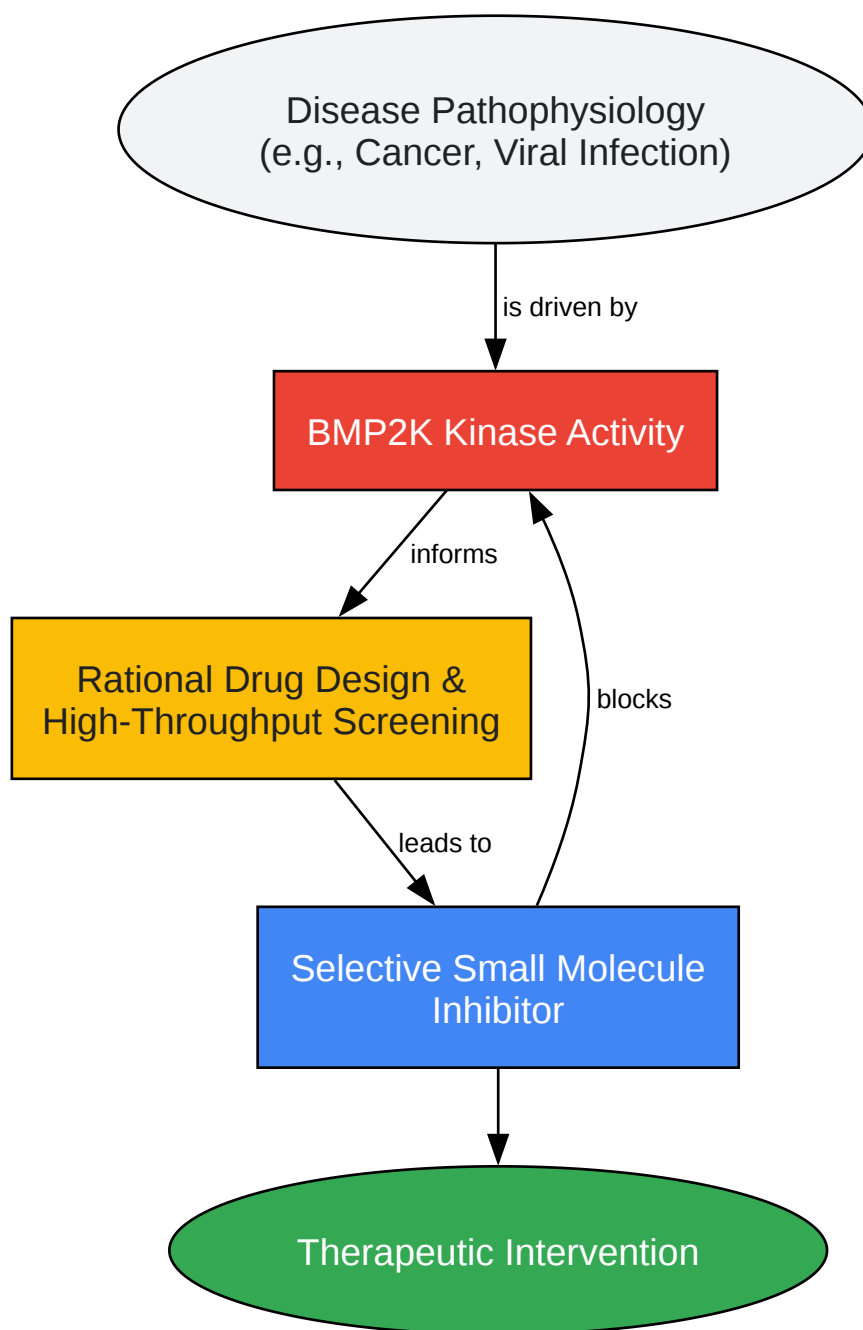 Disease Pathophysiology
(e.g., Cancer, Viral Infection)
is driven by
BMP2K Kinase Activity
informs
Rational Drug Design &
High-Throughput Screening
blocks
leads to
Selective Small Molecule
Inhibitor
Therapeutic Intervention